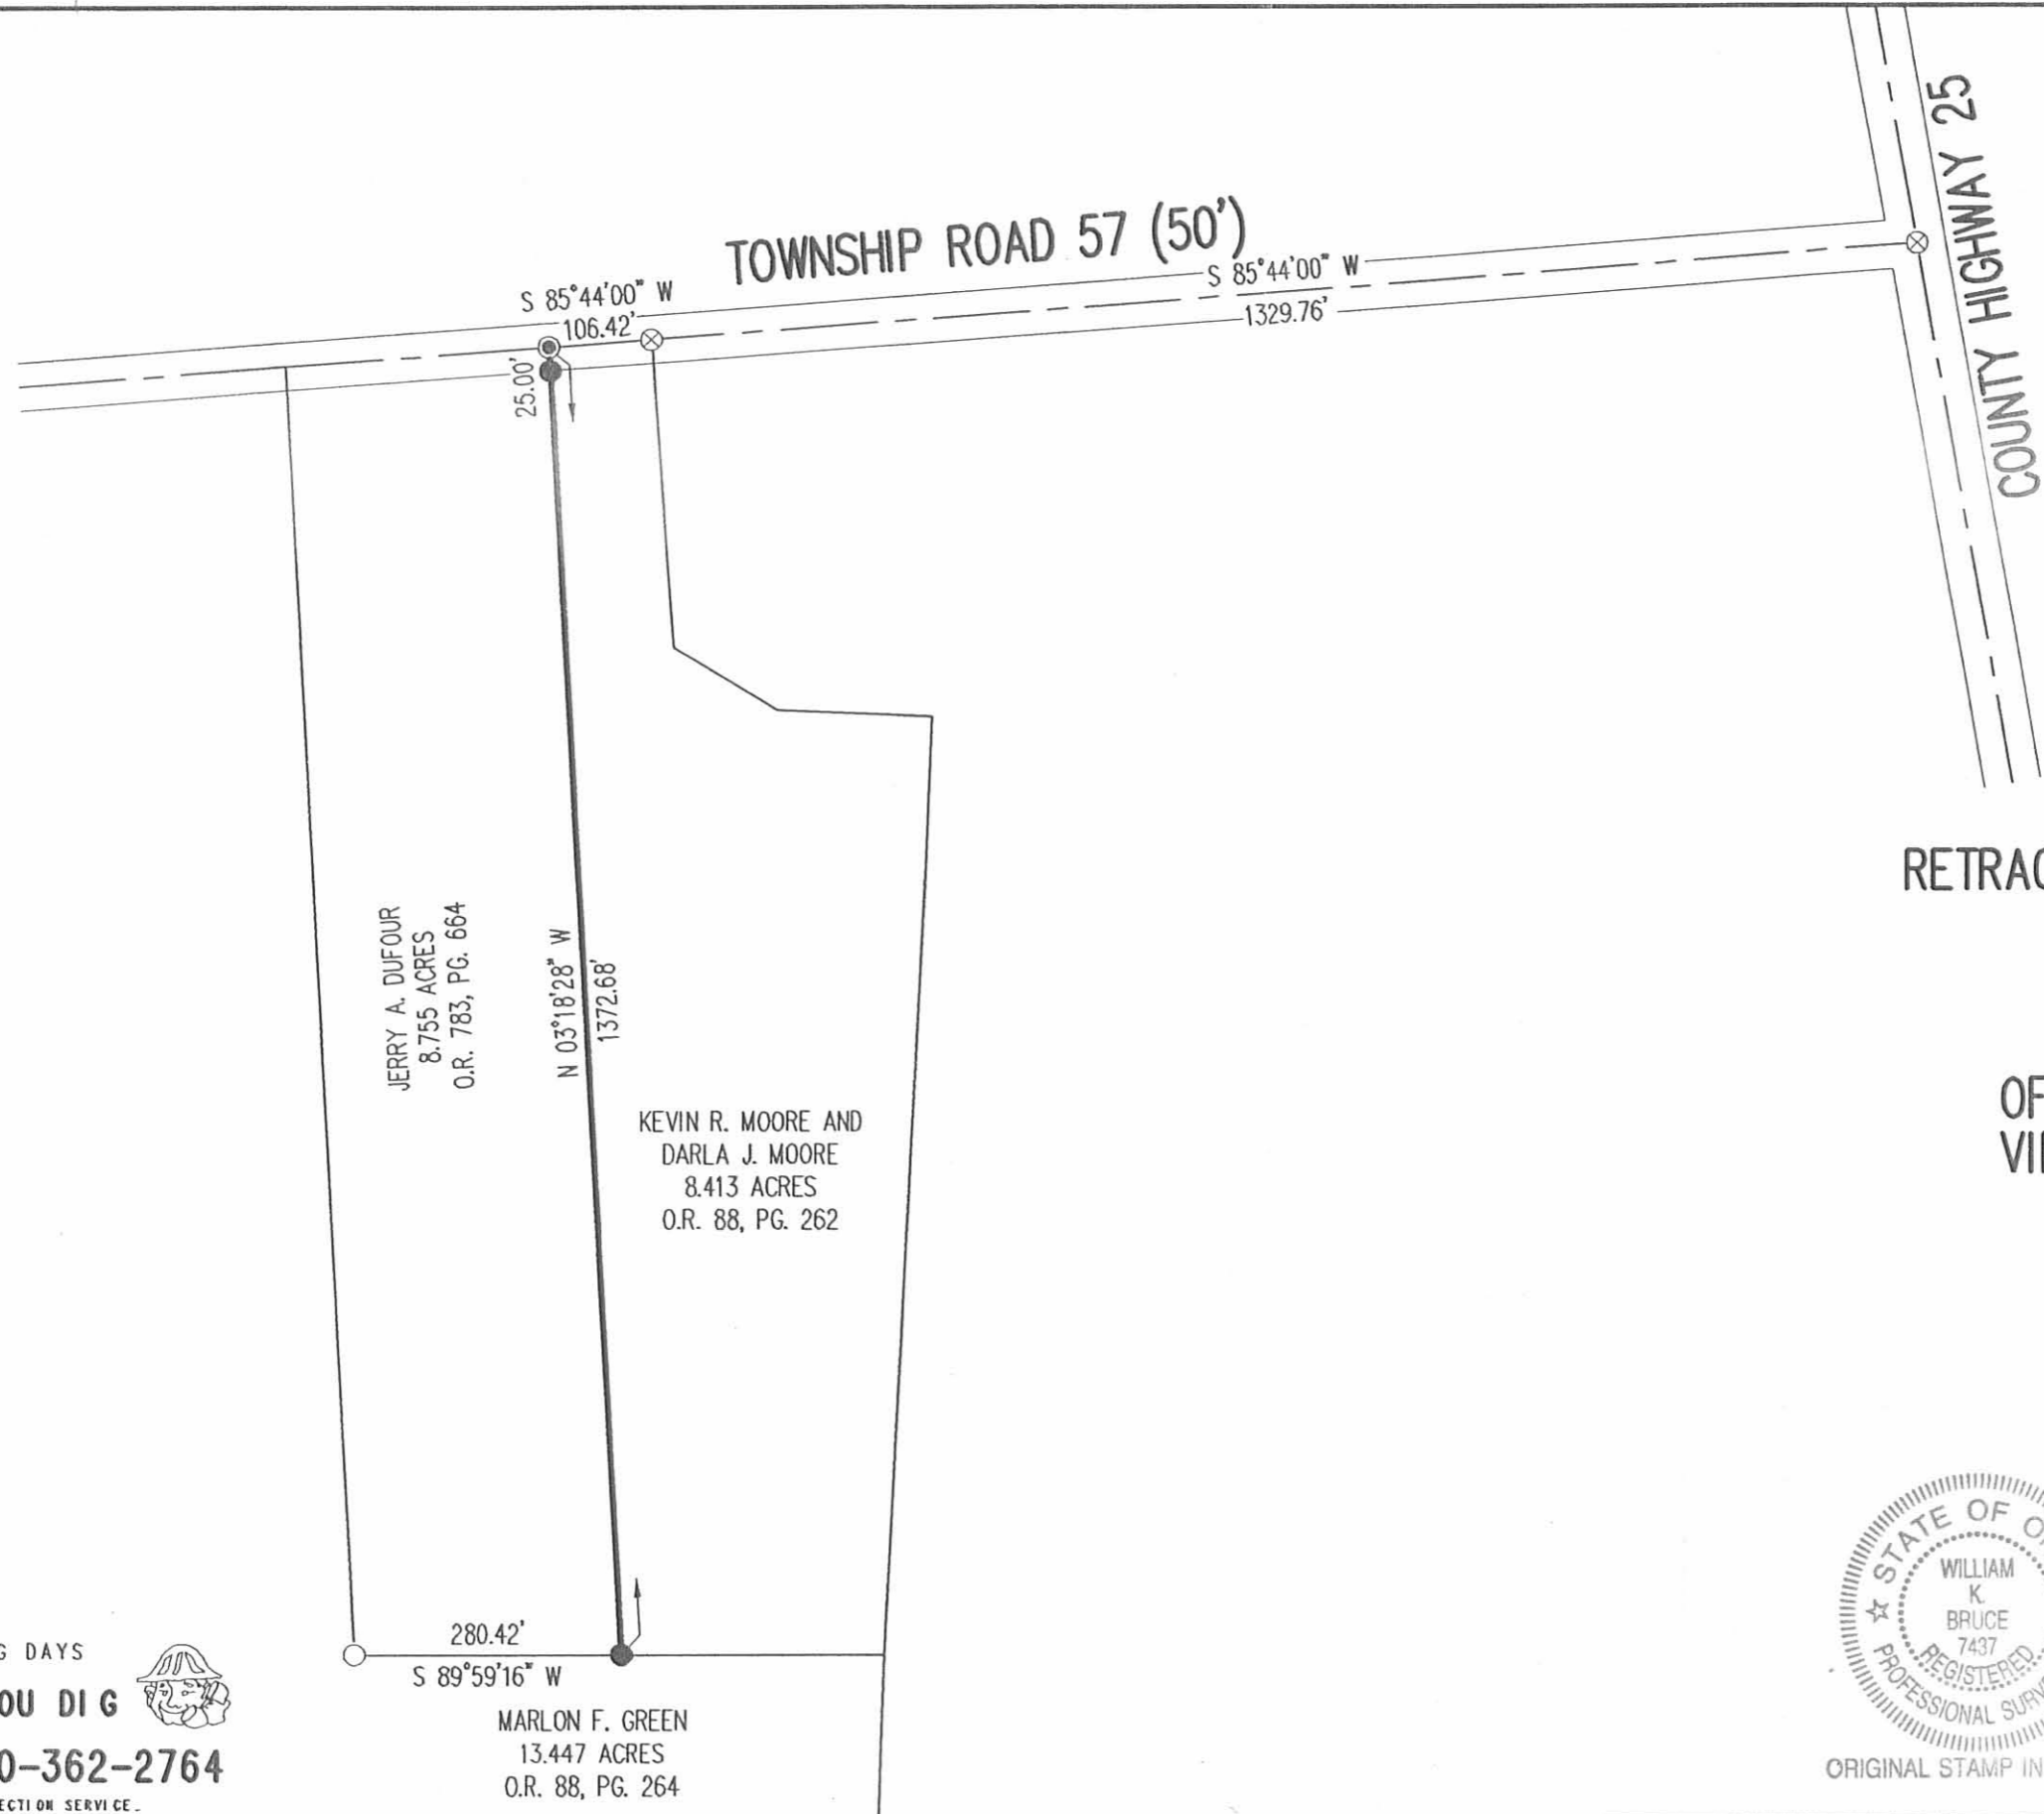 COUNTY HIGHWAY 25
TOWNSHIP ROAD 57 (50')
S 85°44'00" W
1329.76'
S 85°44'00" W
106.42'
25.00'
JERRY A. DUFOUR
8.755 ACRES
O.R. 783, PG. 664
N 03°18'28" W
1372.68'
KEVIN R. MOORE AND
DARLA J. MOORE
8.413 ACRES
O.R. 88, PG. 262
280.42'
S 89°59'16" W
MARLON F. GREEN
13.447 ACRES
O.R. 88, PG. 264
RETRAC
OF
VI
G DAYS
OU DIG
0-362-2764
ECTION SERVICE.
STATE OF O
WILLIAM
K.
BRUCE
7437
REGISTERED
PROFESSIONAL SURV
ORIGINAL STAMP IN